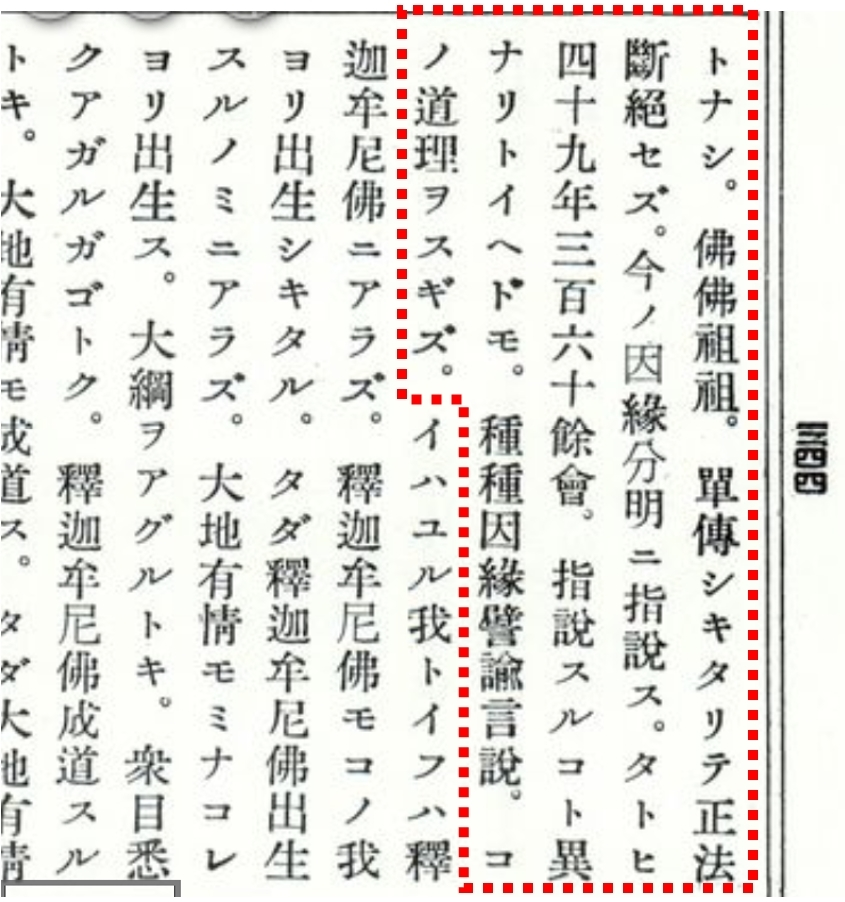 三四四
トナシ。佛佛祖祖。單傳シキタリテ正法
斷絕セズ。今ノ因緣分明ニ指說ス。タトヒ
四十九年三百六十餘會。指說スルコト異
ナリトイヘドモ。種種因緣譬諭言說。コ
ノ道理ヲスギズ。イハユル我トイフハ釋
迦牟尼佛ニアラズ。釋迦牟尼佛モコノ我
ヨリ出生シキタル。タダ釋迦牟尼佛出生
スルノミニアラズ。大地有情モミナコレ
ヨリ出生ス。大綱ヲアグルトキ。衆目悉
クアガルガゴトク。釋迦牟尼佛成道スル
トキ。大地有情モ成道ス。タダ大地有情